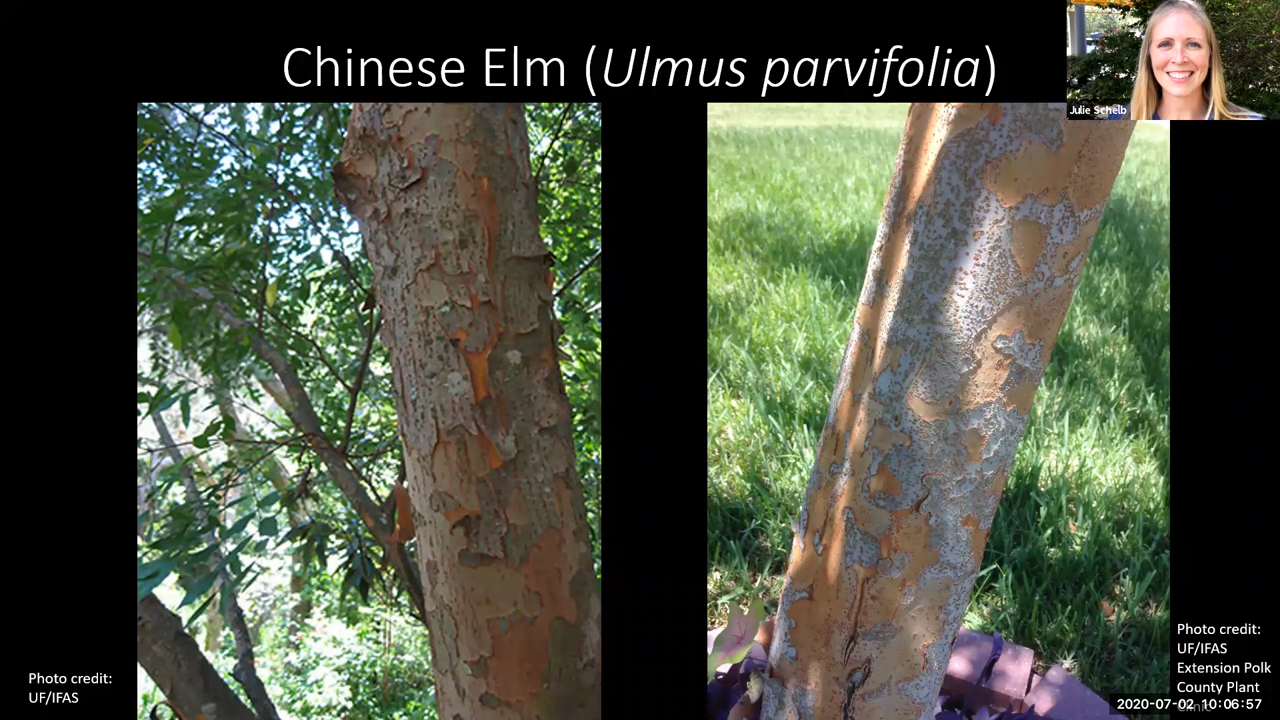 Chinese Elm (Ulmus parvifolia)
Julie Schelb
Photo credit:
UF/IFAS
Photo credit:
UF/IFAS
Extension Polk
County Plant
Clinic
2020-07-02 10:06:57